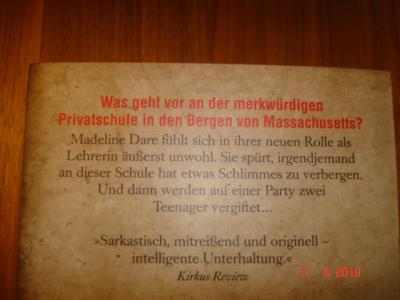 Was geht vor an der merkwürdigen
Privatschule in den Bergen von Massachusetts?
Madeline Dare fühlt sich in ihrer neuen Rolle als
Lehrerin äußerst unwohl. Sie spürt, irgendjemand
an dieser Schule hat etwas Schlimmes zu verbergen.
Und dann werden auf einer Party zwei
Teenager vergiftet...
»Sarkastisch, mitreißend und originell –
intelligente Unterhaltung.«
Kirkus Review
11 8 2010